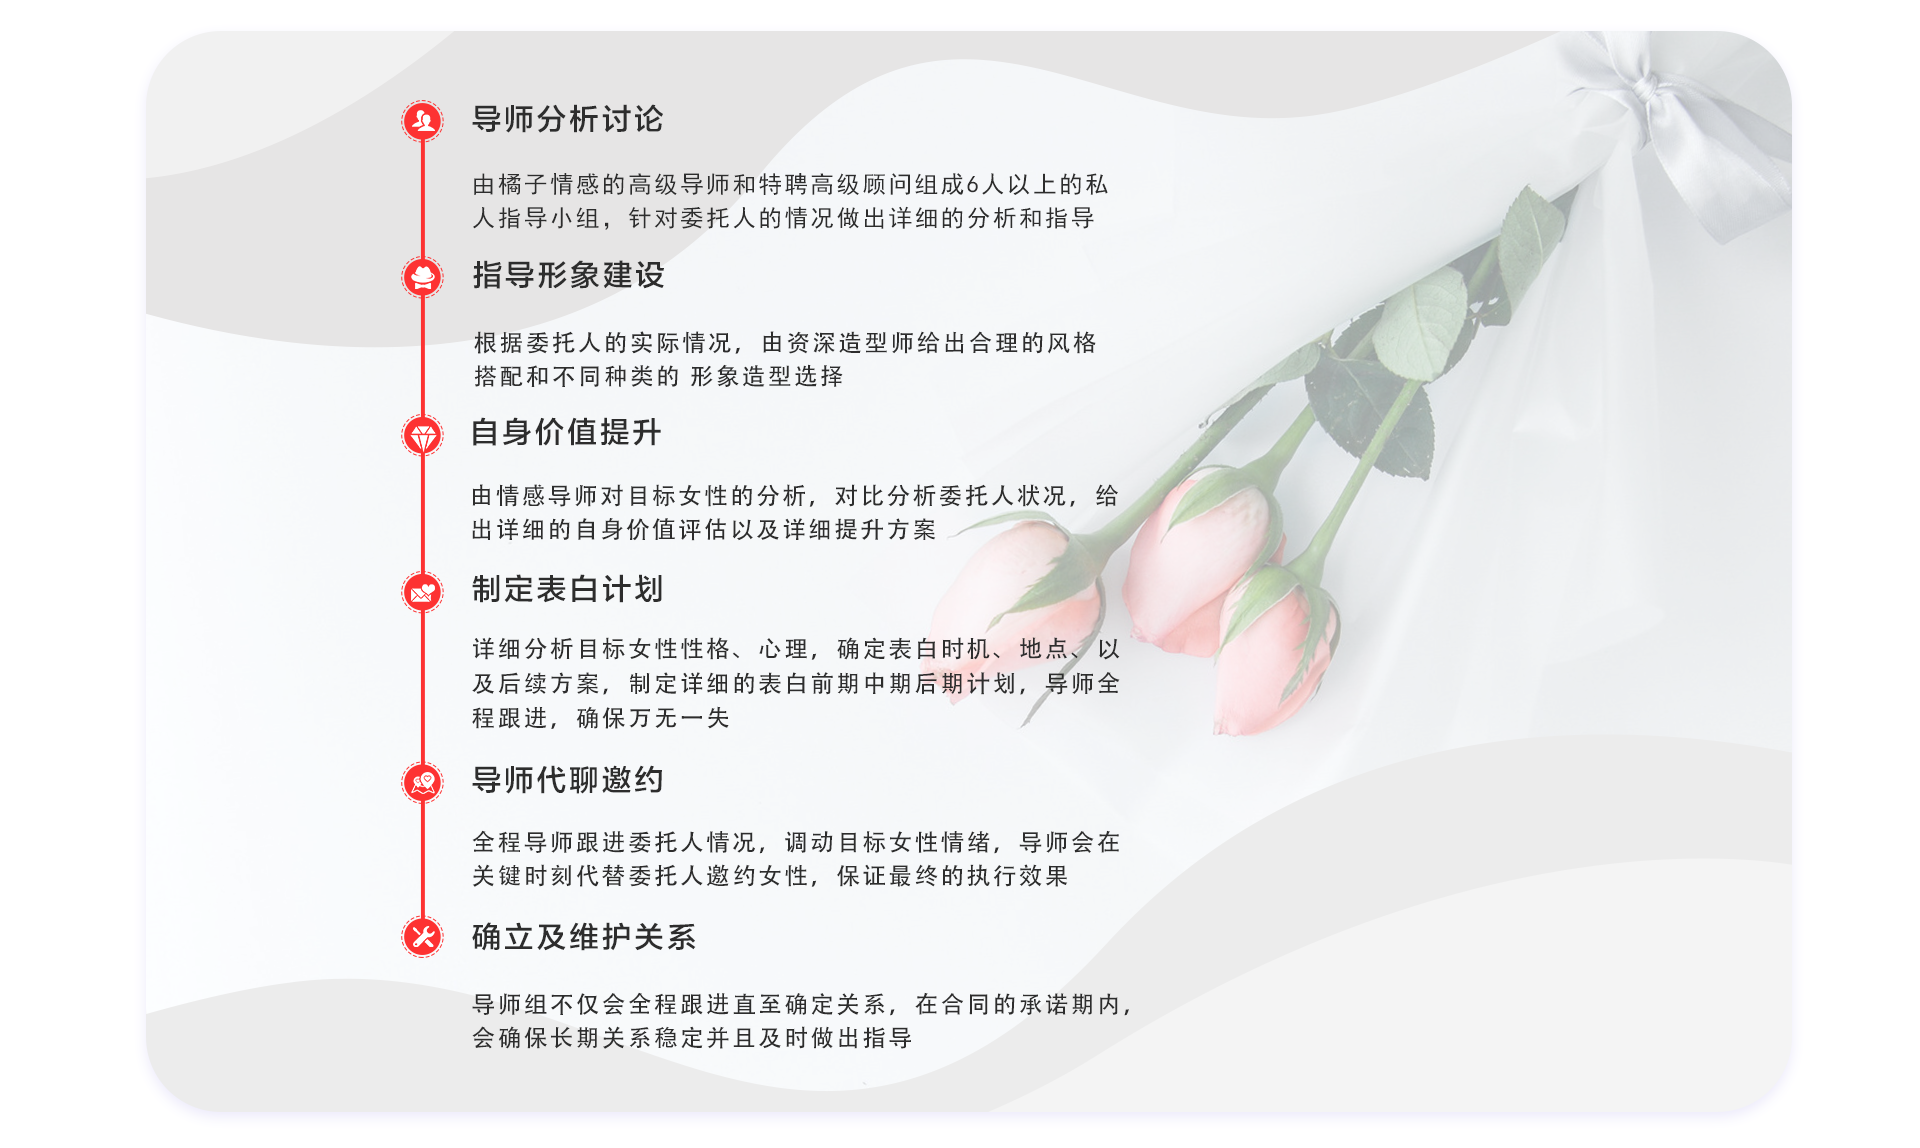 导师分析讨论
由橘子情感的高级导师和特聘高级顾问组成6人以上的私
人指导小组，针对委托人的情况做出详细的分析和指导
指导形象建设
根据委托人的实际情况，由资深造型师给出合理的风格
搭配和不同种类的 形象造型选择
自身价值提升
由情感导师对目标女性的分析，对比分析委托人状况，给
出详细的自身价值评估以及详细提升方案
制定表白计划
详细分析目标女性性格、心理，确定表白时机、地点、以
及后续方案，制定详细的表白前期中期后期计划，导师全
程跟进，确保万无一失
导师代聊邀约
全程导师跟进委托人情况，调动目标女性情绪，导师会在
关键时刻代替委托人邀约女性，保证最终的执行效果
确立及维护关系
导师组不仅会全程跟进直至确定关系，在合同的承诺期内，
会确保长期关系稳定并且及时做出指导